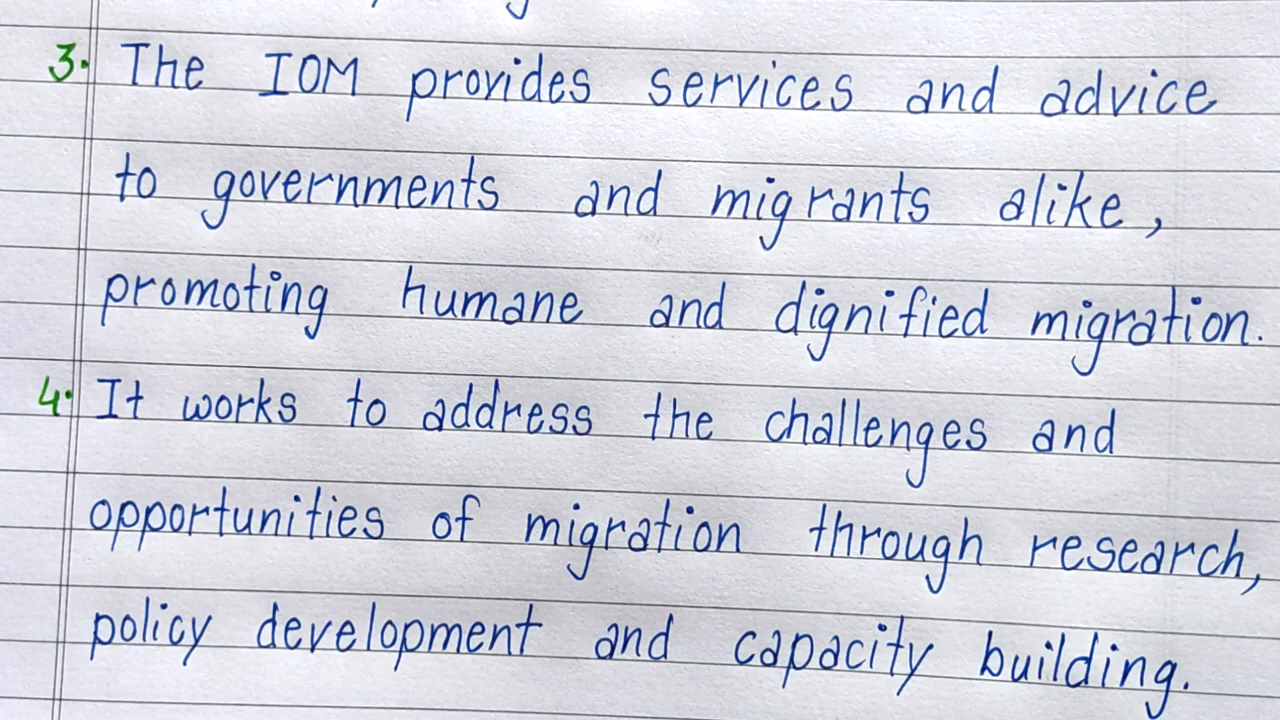 3. The IOM provides services and advice
to governments and migrants alike,
promoting humane and dignified migration.
4. It works to address the challenges and
opportunities of migration through research,
policy development and capacity building.